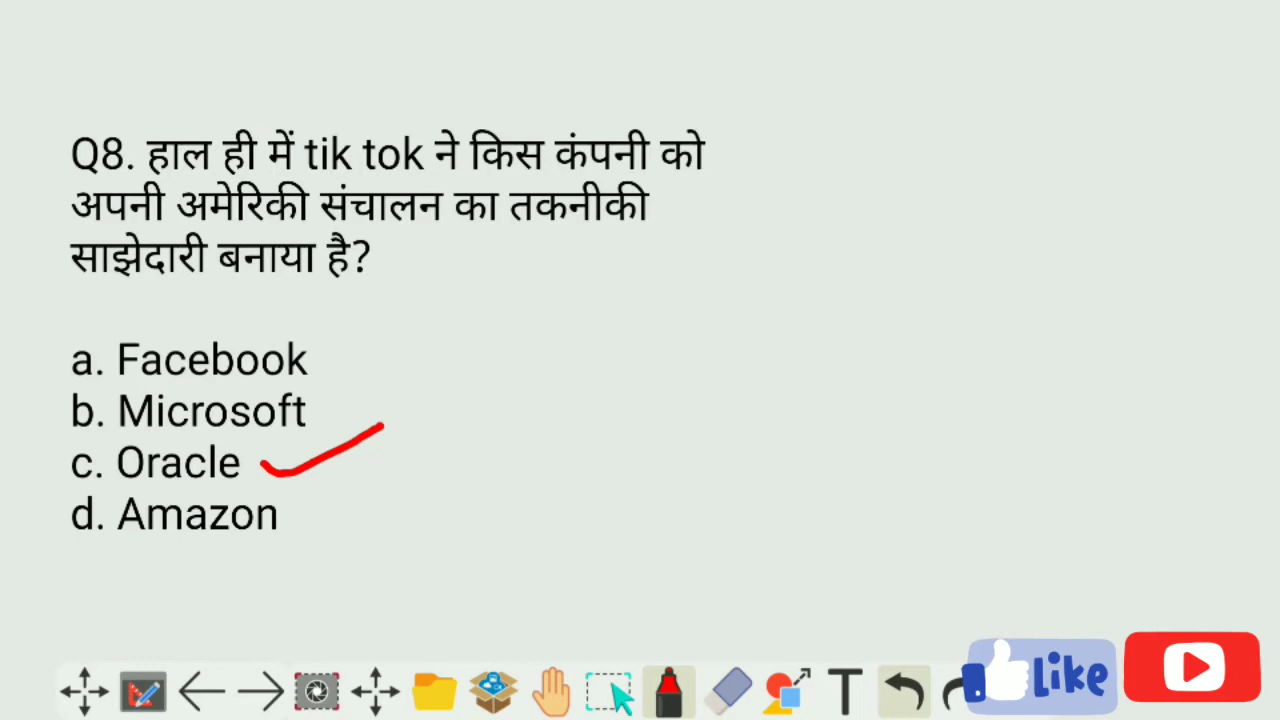 Q8. हाल ही में tik tok ने किस कंपनी को
अपनी अमेरिकी संचालन का तकनीकी
साझेदारी बनाया है?
a. Facebook
b. Microsoft
c. Oracle
d. Amazon
T
like